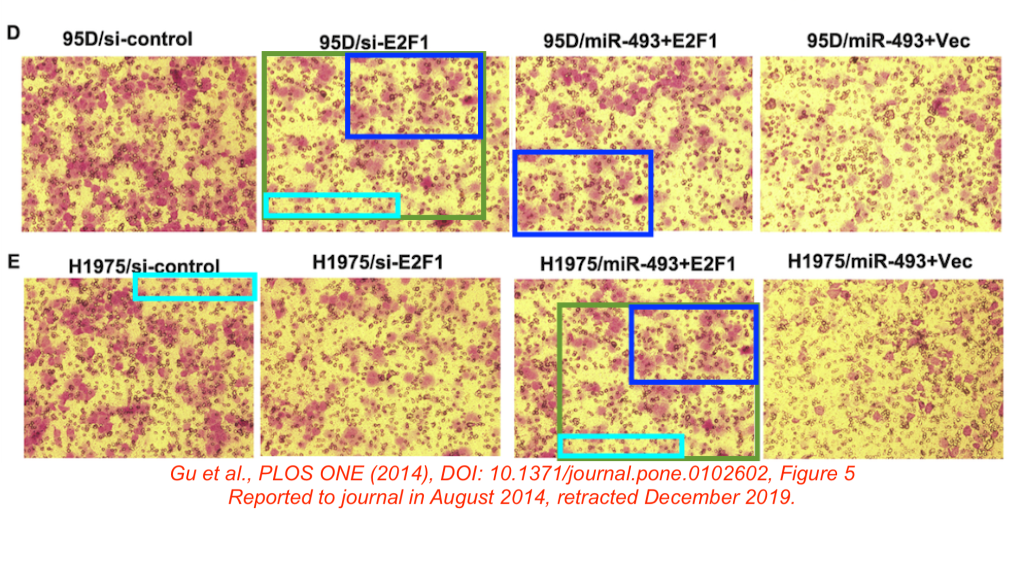 D
95D/si-control
95D/si-E2F1
95D/miR-493+E2F1
95D/miR-493+Vec
E
H1975/si-control
H1975/si-E2F1
H1975/miR-493+E2F1
H1975/miR-493+Vec
Gu et al., PLOS ONE (2014), DOI: 10.1371/journal.pone.0102602, Figure 5
Reported to journal in August 2014, retracted December 2019.